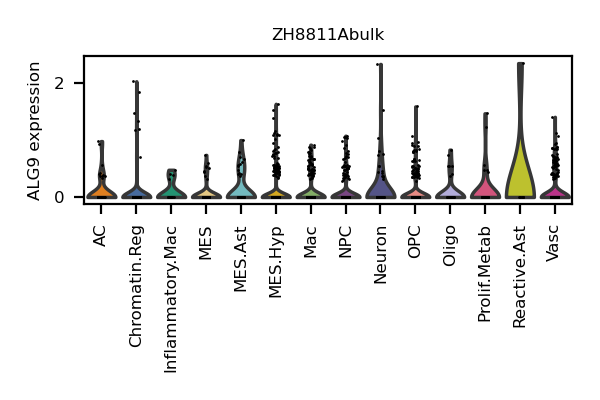 ZH8811Abulk
ALG9 expression
2
0
AC
Chromatin.Reg
Inflammatory.Mac
MES
MES.Ast
MES.Hyp
Mac
NPC
Neuron
OPC
Oligo
Prolif.Metab
Reactive.Ast
Vasc